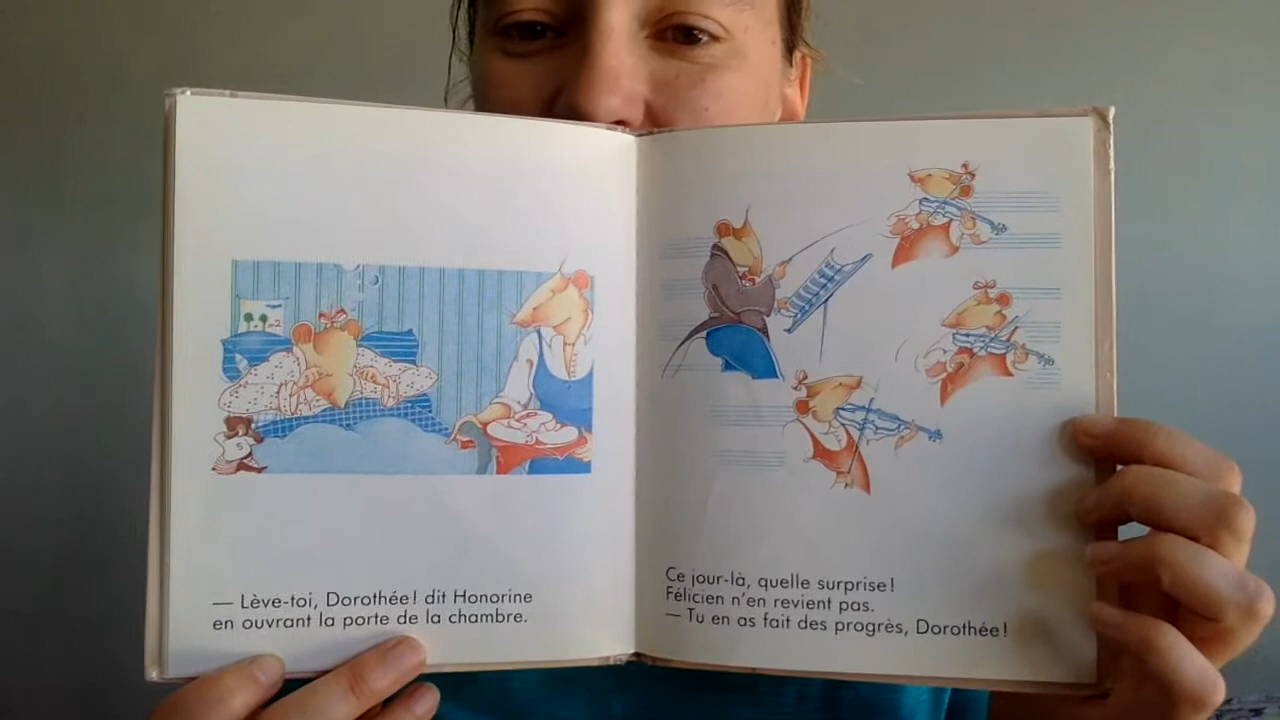 — Lève-toi, Dorothée! dit Honorine
en ouvrant la porte de la chambre.
Ce jour-là, quelle surprise!
Félicien n'en revient pas.
— Tu en as fait des progrès, Dorothée!